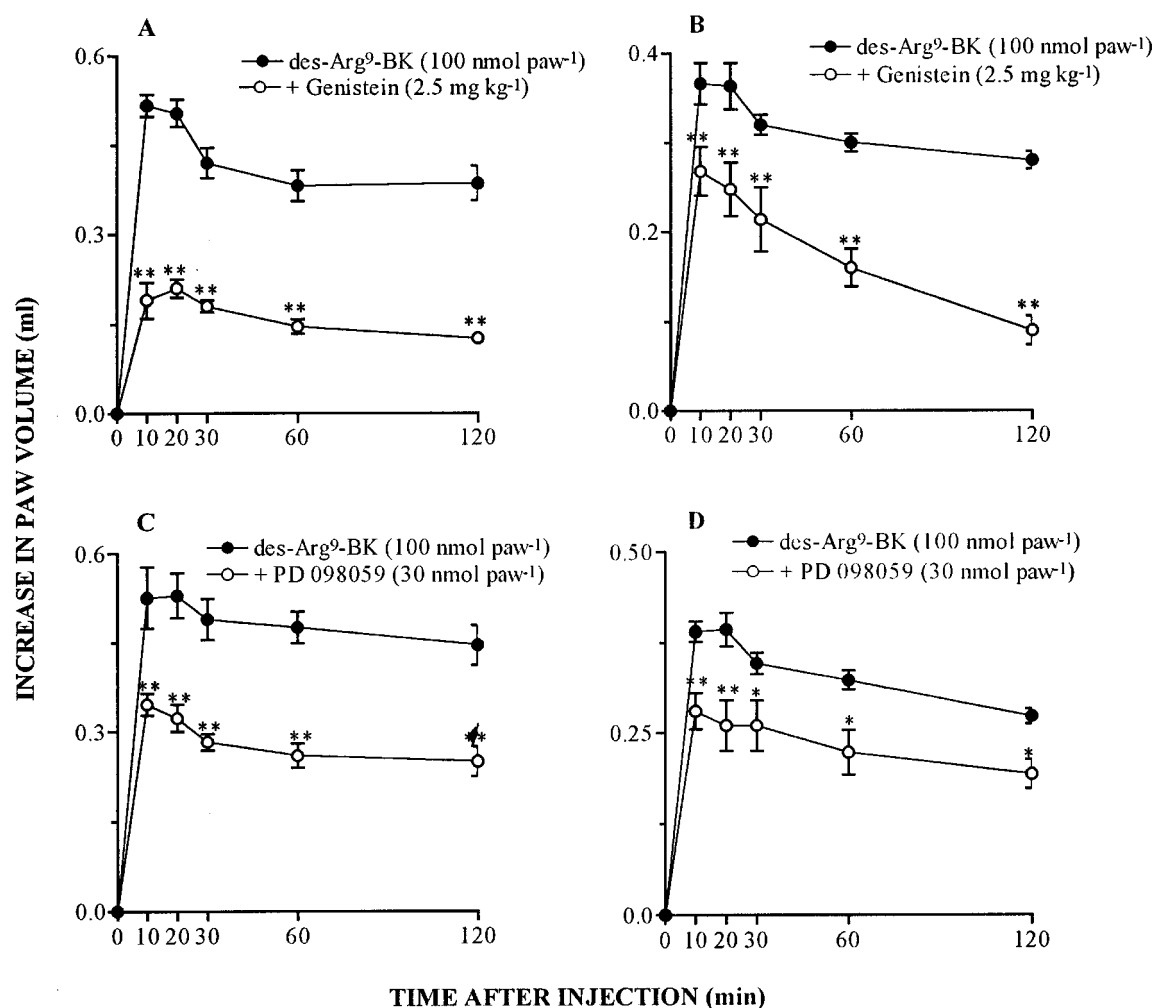 INCREASE IN PAW VOLUME (ml)
A
des-Arg⁹-BK (100 nmol paw⁻¹)
+ Genistein (2.5 mg kg⁻¹)
0.6
0.3
0.0
** ** ** ** **
0 10 20 30 60 120
B
des-Arg⁹-BK (100 nmol paw⁻¹)
+ Genistein (2.5 mg kg⁻¹)
0.4
0.2
0.0
** ** ** ** **
0 10 20 30 60 120
C
des-Arg⁹-BK (100 nmol paw⁻¹)
+ PD 098059 (30 nmol paw⁻¹)
0.6
0.3
0.0
** ** ** ** **
0 10 20 30 60 120
D
des-Arg⁹-BK (100 nmol paw⁻¹)
+ PD 098059 (30 nmol paw⁻¹)
0.50
0.25
0.0
** ** * * *
0 10 20 30 60 120
TIME AFTER INJECTION (min)